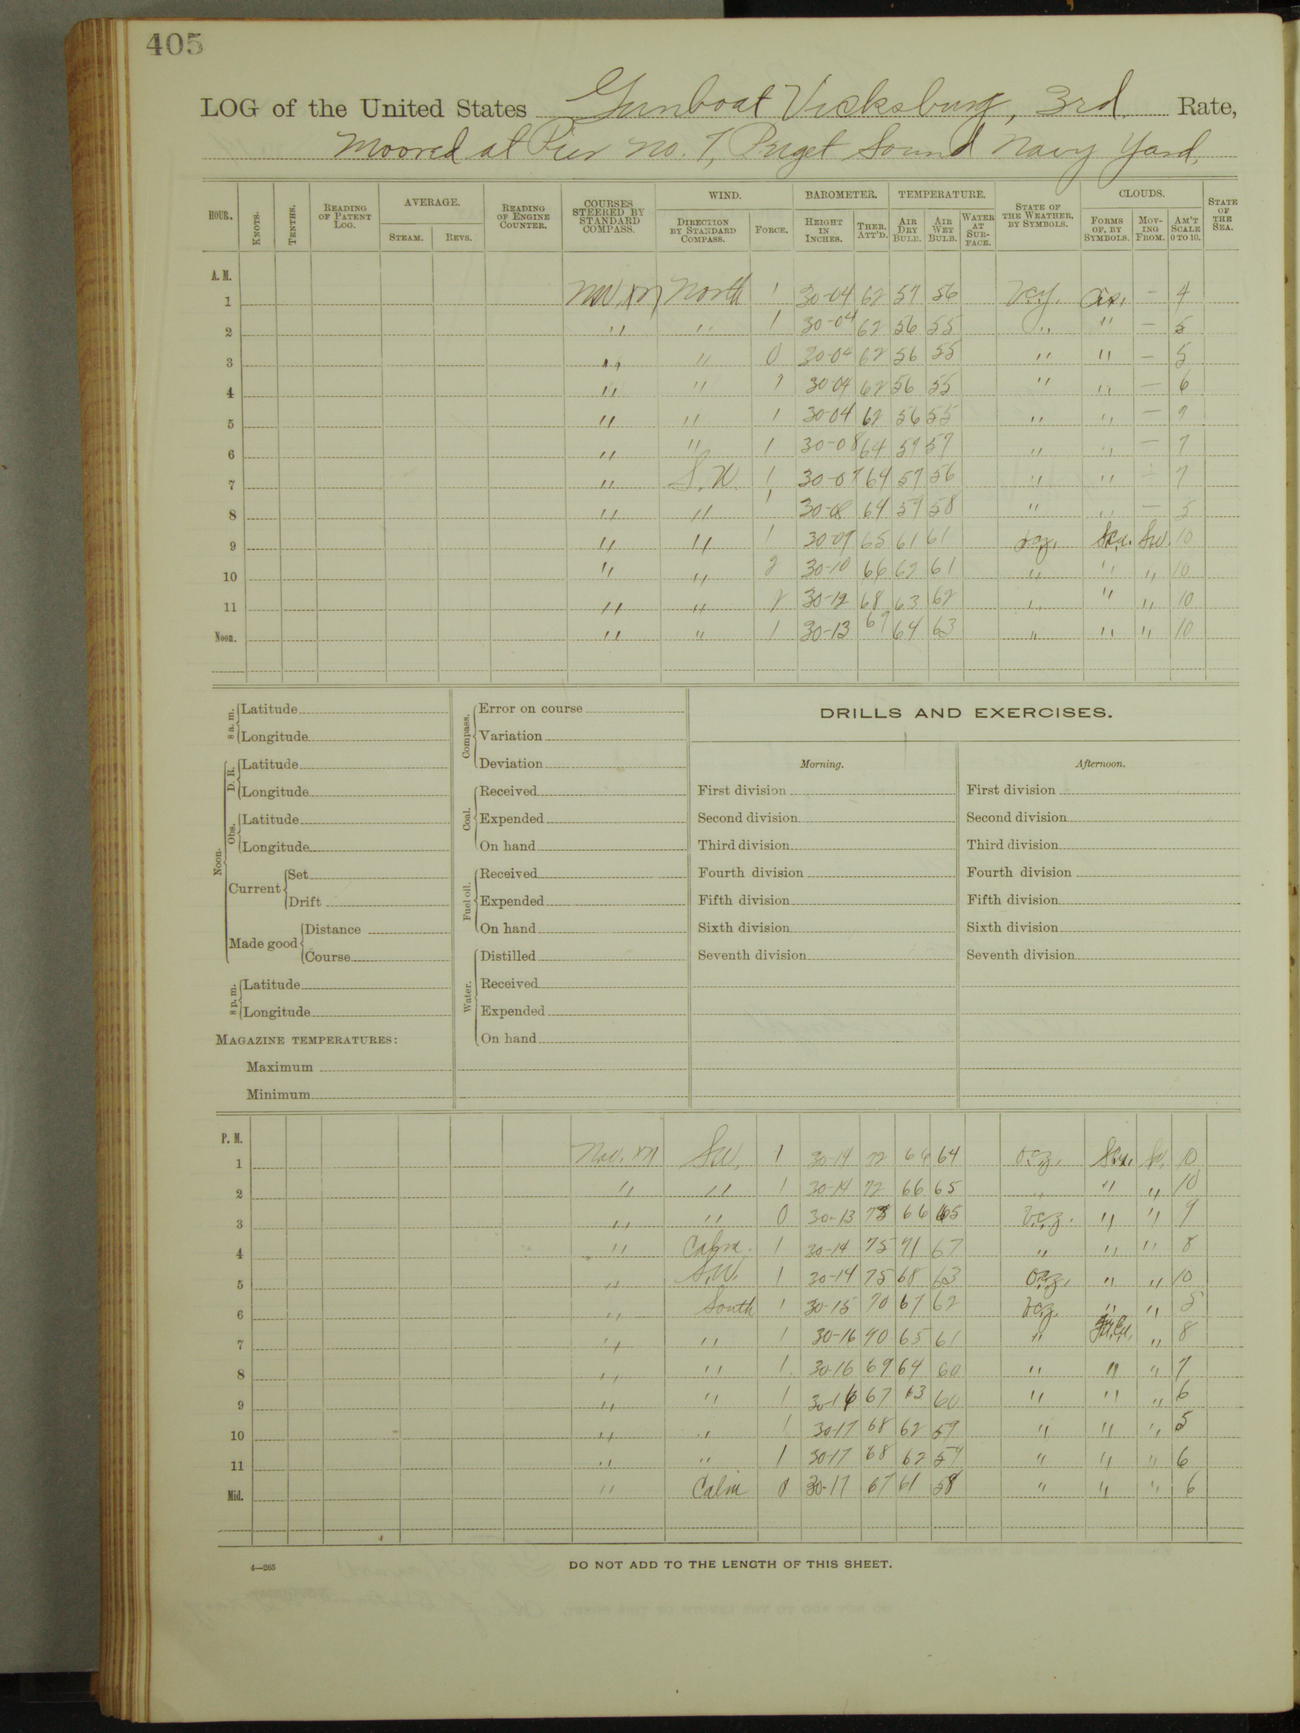 405
LOG of the United States Gunboat Vicksburg, 3rd Rate,
Moored at Pier No. 7, Puget Sound Navy Yard.
HOUR. KNOTS. TENTHS. READING OF PATENT LOG. AVERAGE. STEAM. REVS. READING OF ENGINE COUNTER. COURSES STEERED BY STANDARD COMPASS. WIND. DIRECTION BY STANDARD COMPASS. FORCE. BAROMETER. HEIGHT IN INCHES. THER. ATT'D. TEMPERATURE. AIR DRY BULB. AIR WET BULB. WATER AT SURFACE. STATE OF THE WEATHER, BY SYMBOLS. CLOUDS. FORMS OF, BY SYMBOLS. MOVING FROM. AM'T SCALE 0 TO 10. STATE OF THE SEA.
A. M.
1 North 1 30-04 62 57 56 — 4
2 " " 1 30-04 62 56 55 " " — 5
3 " " 0 30-04 62 56 55 " " — 5
4 " " 1 30-04 62 56 55 " " — 6
5 " " 1 30-04 62 56 55 " " — 7
6 " " 1 30-08 64 57 57 " " — 7
7 " S.W. 1 30-07 64 57 56 " " — 7
8 " " 1 30-08 64 59 58 " " — 5
9 " " 1 30-09 65 61 61 ocz. Scu. SW. 10
10 " " 2 30-10 66 62 61 " " " 10
11 " " 2 30-12 68 63 62 " " " 10
Noon. " " 1 30-13 69 64 63 " " " 10
8 a. m. Latitude
Longitude
Noon. D. R. Latitude
Longitude
Obs. Latitude
Longitude
Current Set
Drift
Made good Distance
Course
8 p. m. Latitude
Longitude
MAGAZINE TEMPERATURES:
Maximum
Minimum
Compass. Error on course
Variation
Deviation
Coal. Received
Expended
On hand
Fuel oil. Received
Expended
On hand
Water. Distilled
Received
Expended
On hand
DRILLS AND EXERCISES.
Morning. Afternoon.
First division First division
Second division Second division
Third division Third division
Fourth division Fourth division
Fifth division Fifth division
Sixth division Sixth division
Seventh division Seventh division
P. M.
1 SW. 1 30-14 72 66 64 ocz. Scu. SW. 10
2 " " 1 30-14 72 66 65 " " " 10
3 " " 0 30-13 73 66 65 bcz. " " 9
4 " Calm. 1 30-14 75 71 67 " " " 8
5 " S.W. 1 30-14 75 68 63 ocz. " " 10
6 " South 1 30-15 70 67 62 bcz. " " 5
7 " " 1 30-16 70 65 61 " " 8
8 " " 1 30-16 69 64 60 " " " 7
9 " " 1 30-16 67 63 60 " " " 6
10 " " 1 30-17 68 62 59 " " " 5
11 " " 1 30-17 68 62 59 " " " 6
Mid. " Calm 0 30-17 67 61 58 " " " 6
4—265 DO NOT ADD TO THE LENGTH OF THIS SHEET.